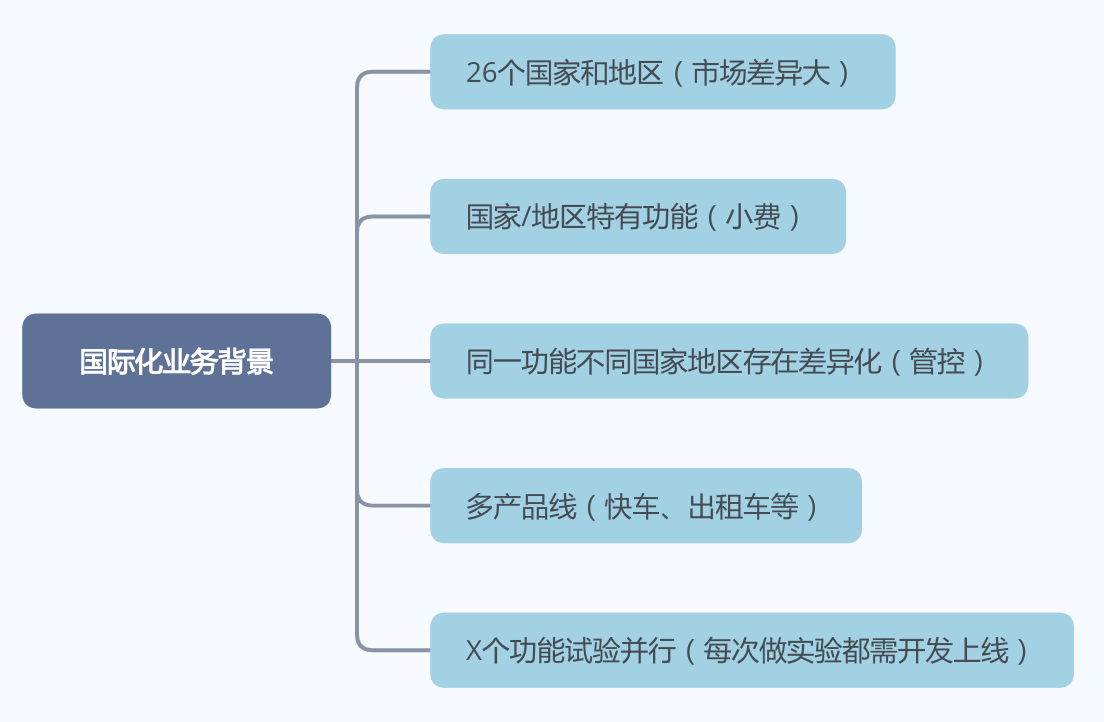 26个国家和地区（市场差异大）
国家/地区特有功能（小费）
国际化业务背景
同一功能不同国家地区存在差异化（管控）
多产品线（快车、出租车等）
X个功能试验并行（每次做实验都需开发上线）